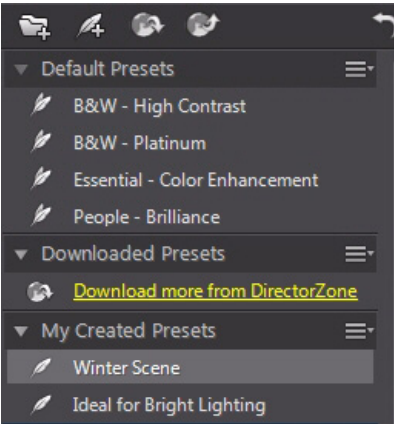 Default Presets
B&W - High Contrast
B&W - Platinum
Essential - Color Enhancement
People - Brilliance
Downloaded Presets
Download more from DirectorZone
My Created Presets
Winter Scene
Ideal for Bright Lighting